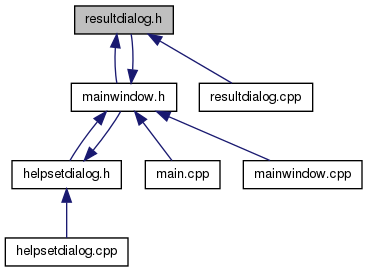 resultdialog.h
mainwindow.h
resultdialog.cpp
helpsetdialog.h
main.cpp
mainwindow.cpp
helpsetdialog.cpp